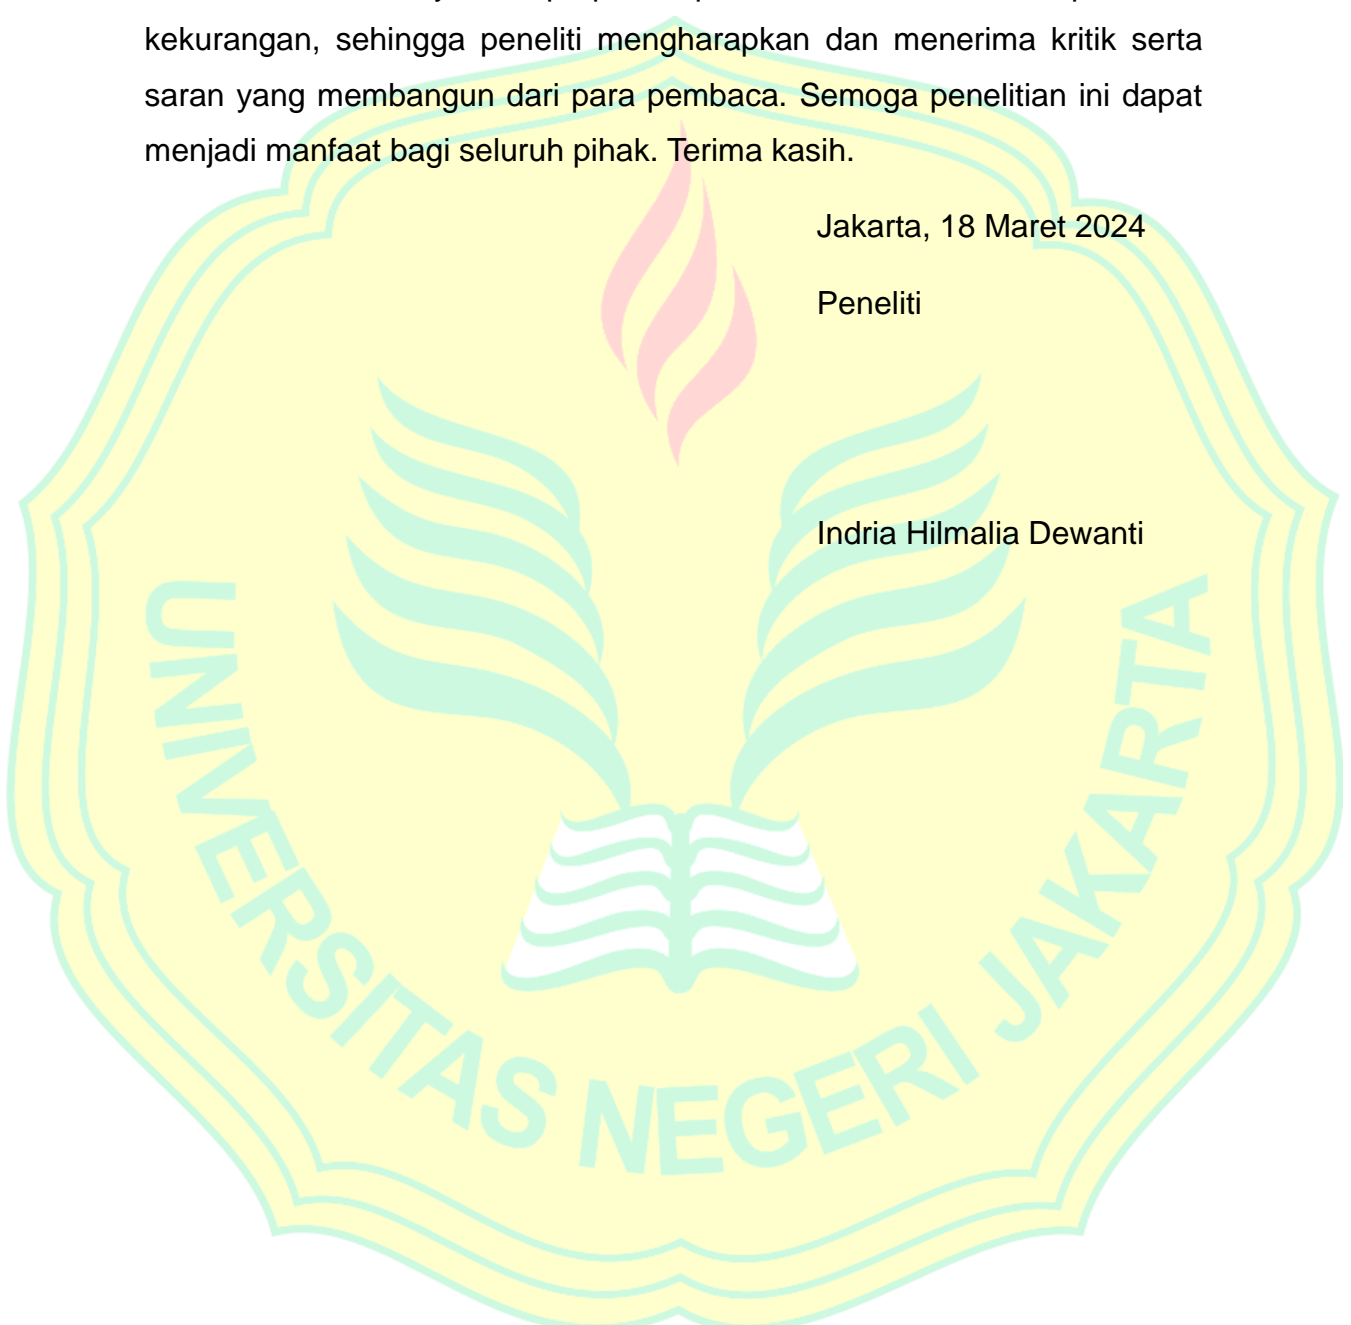 kekurangan, sehingga peneliti mengharapkan dan menerima kritik serta
saran yang membangun dari para pembaca. Semoga penelitian ini dapat
menjadi manfaat bagi seluruh pihak. Terima kasih.
Jakarta, 18 Maret 2024
Peneliti
Indria Hilmalia Dewanti
UNIVERSITAS NEGERI JAKARTA